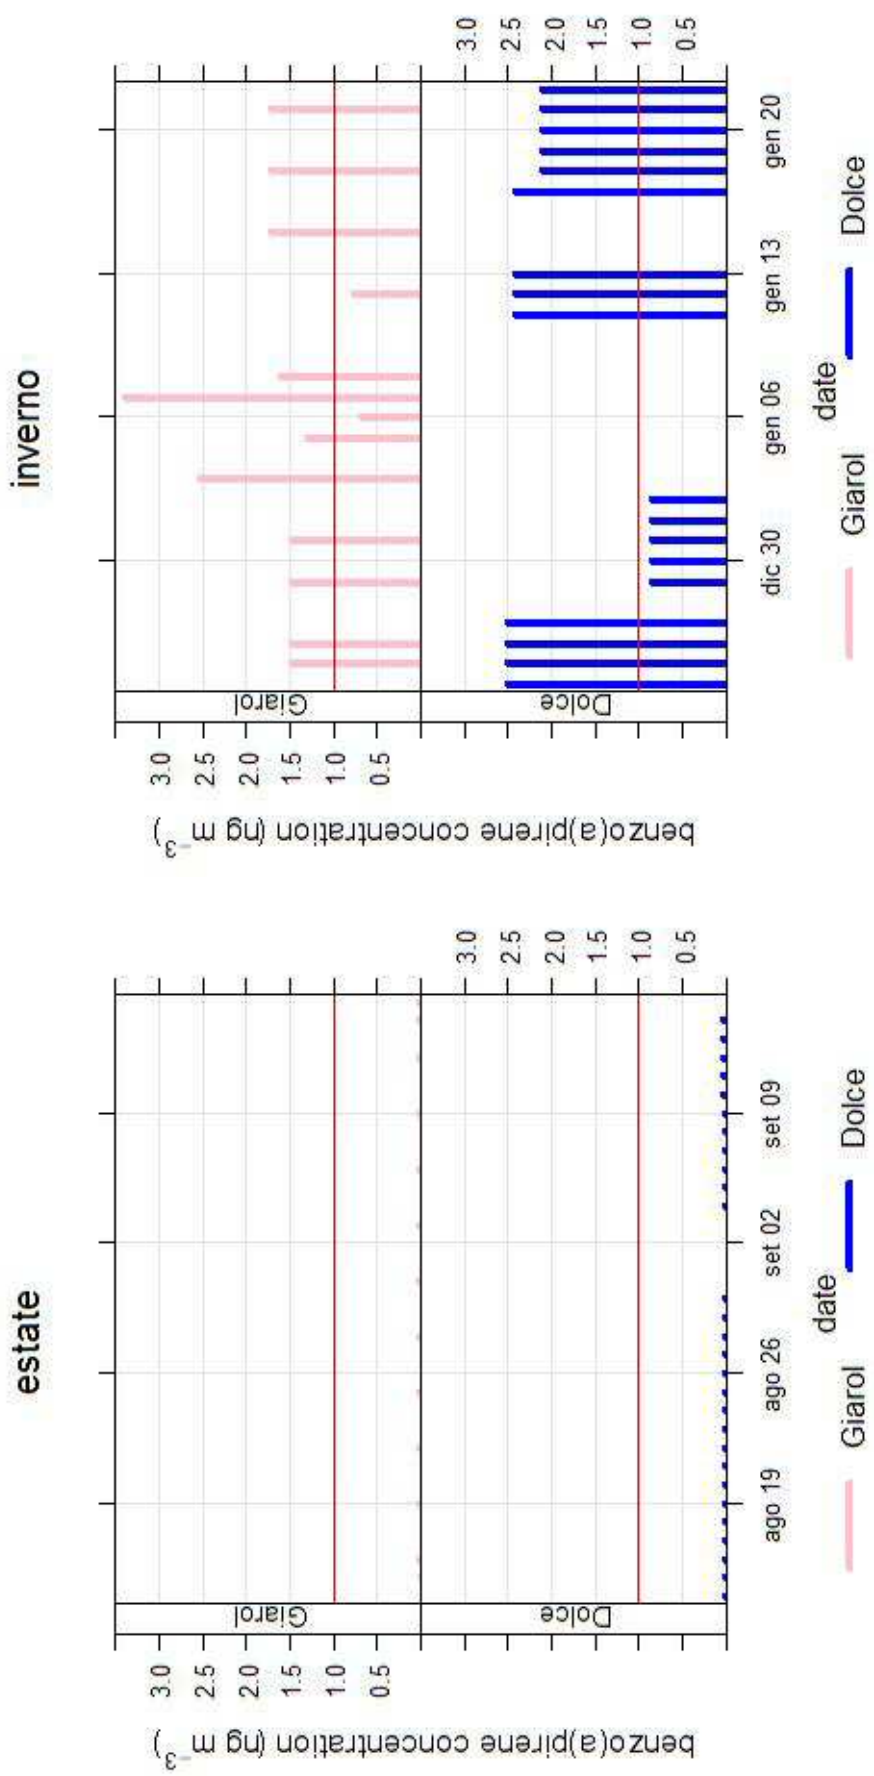 estate
benzo(a)pirene concentration (ng m⁻³)
3.0
2.5
2.0
1.5
1.0
0.5
Giarol
Dolce
3.0
2.5
2.0
1.5
1.0
0.5
ago 19 ago 26 set 02 set 09
date
Giarol Dolce
inverno
benzo(a)pirene concentration (ng m⁻³)
3.0
2.5
2.0
1.5
1.0
0.5
Giarol
Dolce
3.0
2.5
2.0
1.5
1.0
0.5
dic 30 gen 06 gen 13 gen 20
date
Giarol Dolce